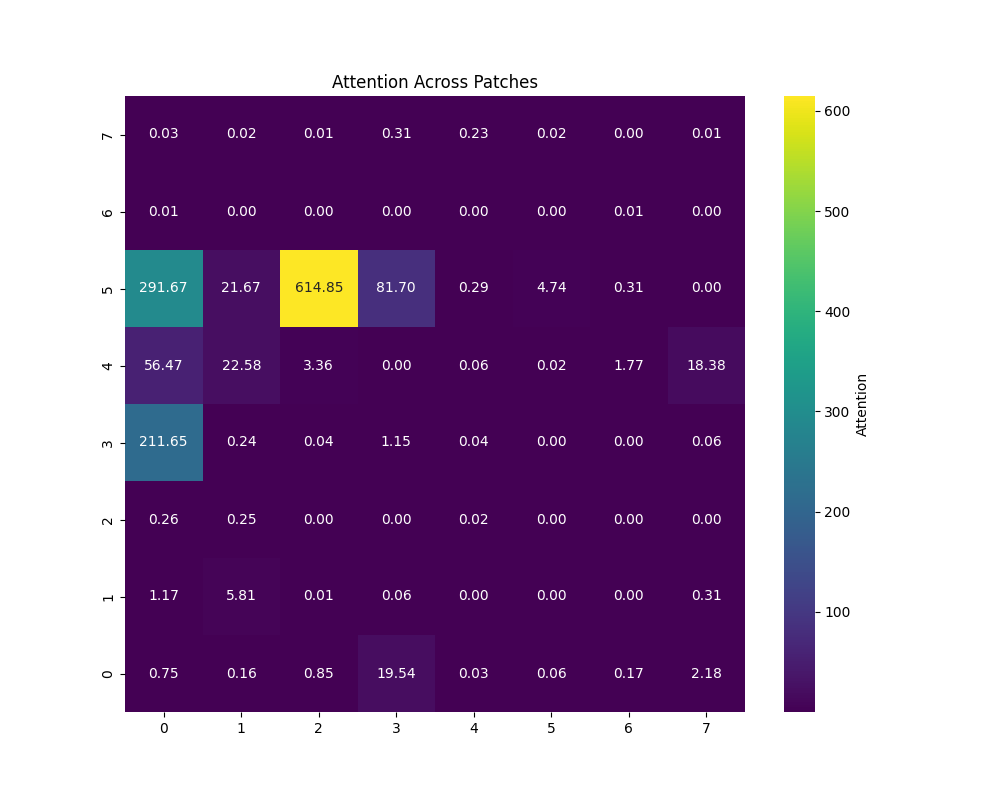 Attention Across Patches
7 0.03 0.02 0.01 0.31 0.23 0.02 0.00 0.01
6 0.01 0.00 0.00 0.00 0.00 0.00 0.01 0.00
5 291.67 21.67 614.85 81.70 0.29 4.74 0.31 0.00
4 56.47 22.58 3.36 0.00 0.06 0.02 1.77 18.38
3 211.65 0.24 0.04 1.15 0.04 0.00 0.00 0.06
2 0.26 0.25 0.00 0.00 0.02 0.00 0.00 0.00
1 1.17 5.81 0.01 0.06 0.00 0.00 0.00 0.31
0 0.75 0.16 0.85 19.54 0.03 0.06 0.17 2.18
0 1 2 3 4 5 6 7
600
500
400
300
200
100
Attention